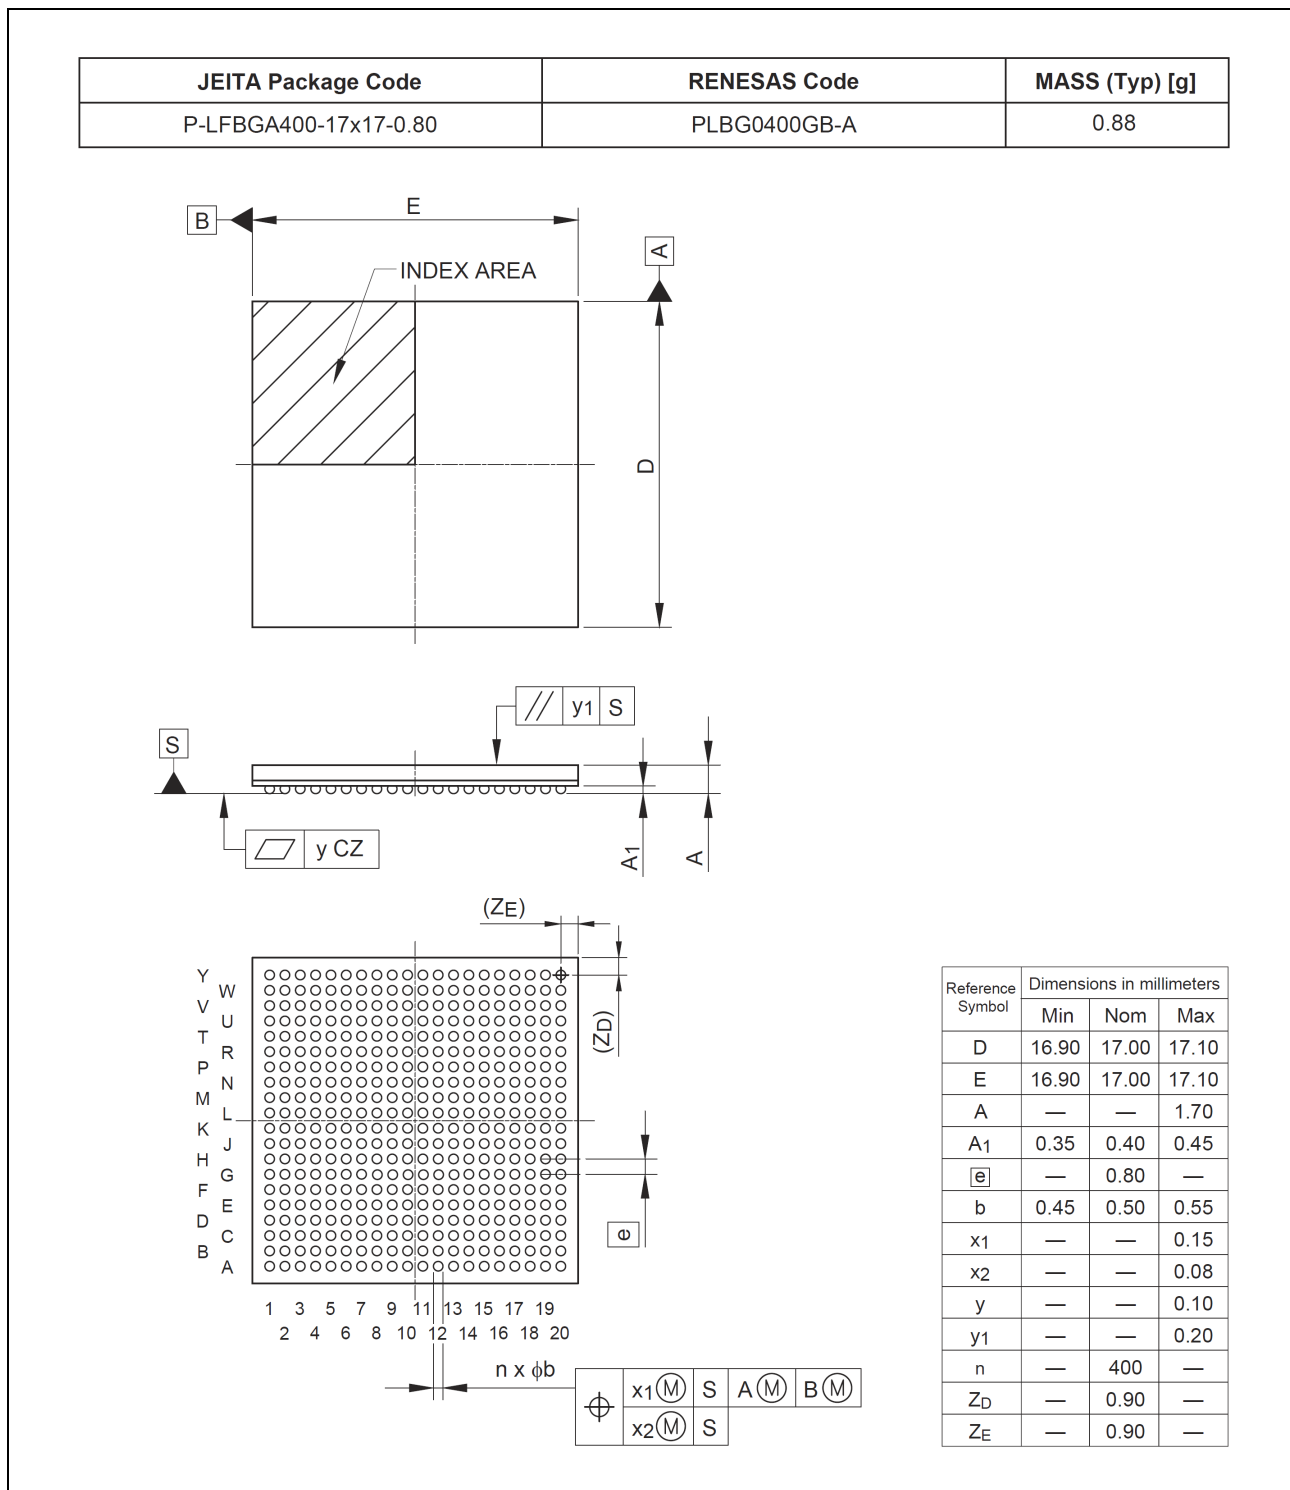 JEITA Package Code RENESAS Code MASS (Typ) [g]
P-LFBGA400-17x17-0.80 PLBG0400GB-A 0.88
B E
A
INDEX AREA
D
// y1 S
S
y CZ
A1 A
(ZE)
(ZD)
Y
W
V
U
T
R
P
N
M
L
K
J
H
G
F
E
D
C
B
A
e
1 3 5 7 9 11 13 15 17 19
2 4 6 8 10 12 14 16 18 20
n x ϕb
x1 Ⓜ S A Ⓜ B Ⓜ
x2 Ⓜ S
Reference Symbol Dimensions in millimeters
Min Nom Max
D 16.90 17.00 17.10
E 16.90 17.00 17.10
A — — 1.70
A1 0.35 0.40 0.45
e — 0.80 —
b 0.45 0.50 0.55
x1 — — 0.15
x2 — — 0.08
y — — 0.10
y1 — — 0.20
n — 400 —
ZD — 0.90 —
ZE — 0.90 —